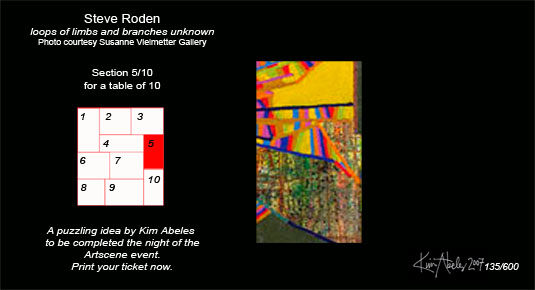 Steve Roden
loops of limbs and branches unknown
Photo courtesy Susanne Vielmetter Gallery
Section 5/10
for a table of 10
1 2 3
4 5
6 7
8 9 10
A puzzling idea by Kim Abeles
to be completed the night of the
Artscene event.
Print your ticket now.
Kim Abeles 2007 135/600